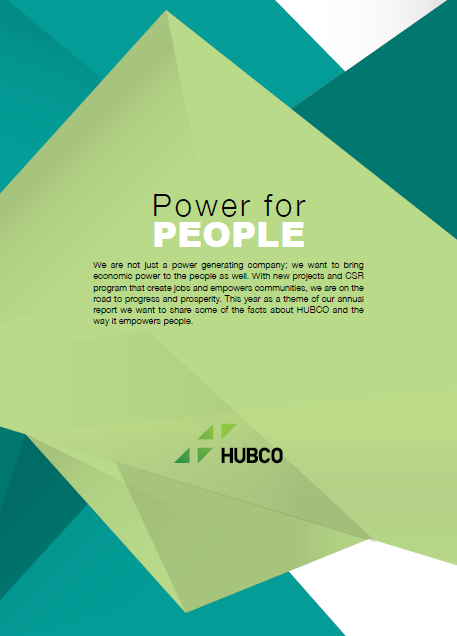 Power for
PEOPLE
We are not just a power generating company; we want to bring
economic power to the people as well. With new projects and CSR
program that create jobs and empowers communities, we are on the
road to progress and prosperity. This year as a theme of our annual
report we want to share some of the facts about HUBCO and the
way it empowers people.
HUBCO